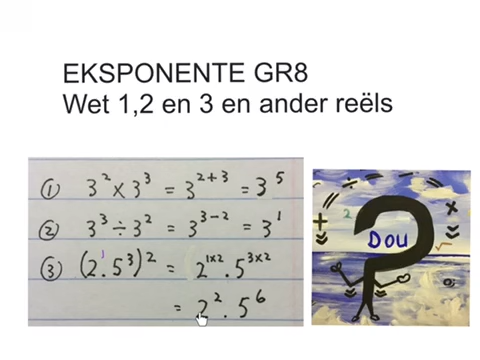 EKSPONENTE GR8
Wet 1,2 en 3 en ander reëls
① 3² × 3³ = 3²⁺³ = 3⁵
② 3³ ÷ 3² = 3³⁻² = 3¹
③ (2¹.5³)² = 2¹ˣ² . 5³ˣ²
= 2² . 5⁶
Dou